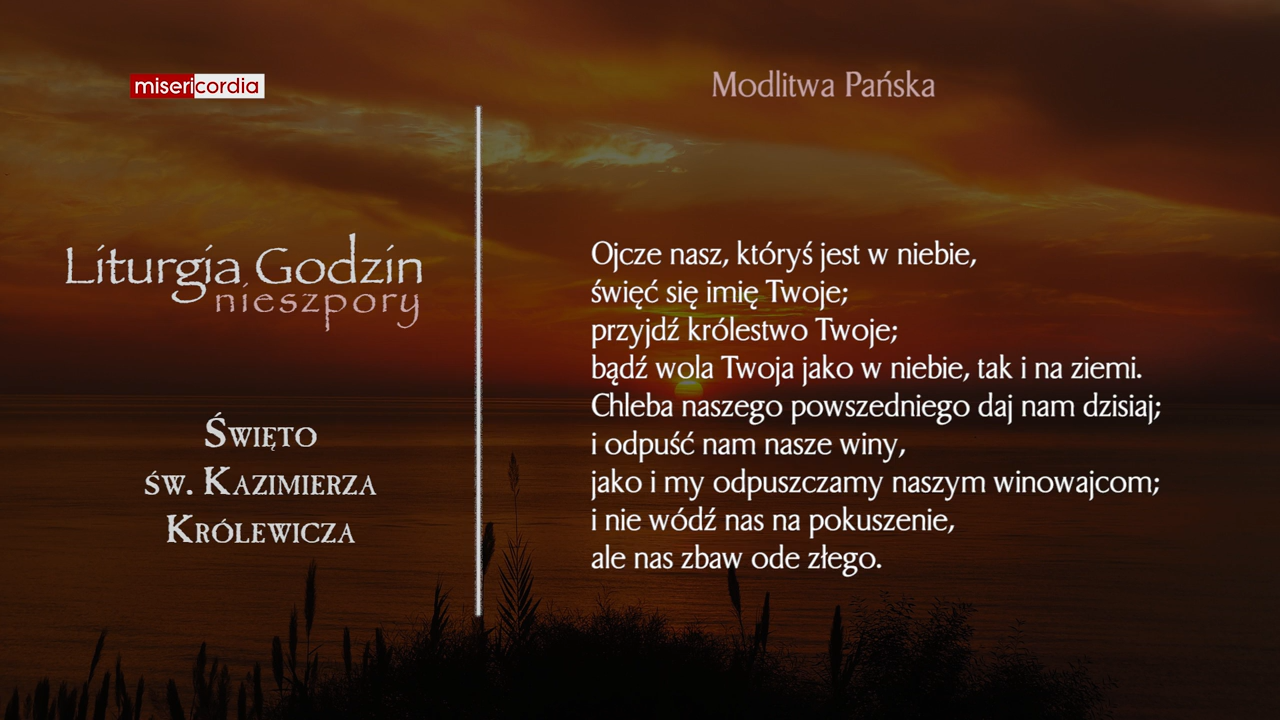 misericordia
Liturgia Godzin
nieszpory
Święto
św. Kazimierza
Królewicza
Modlitwa Pańska
Ojcze nasz, któryś jest w niebie,
święć się imię Twoje;
przyjdź królestwo Twoje;
bądź wola Twoja jako w niebie, tak i na ziemi.
Chleba naszego powszedniego daj nam dzisiaj;
i odpuść nam nasze winy,
jako i my odpuszczamy naszym winowajcom;
i nie wódź nas na pokuszenie,
ale nas zbaw ode złego.